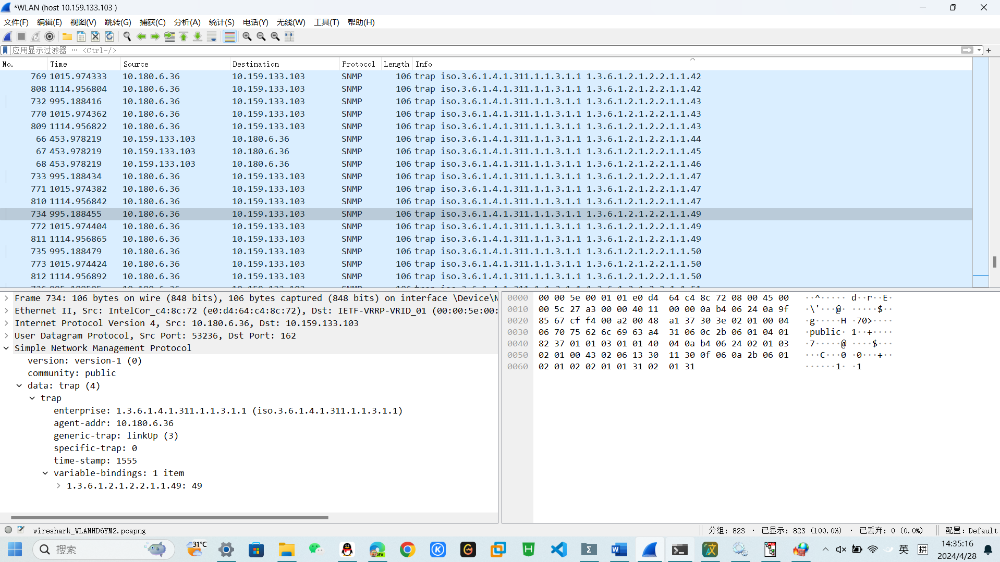 *WLAN (host 10.159.133.103 )
文件(F) 编辑(E) 视图(V) 跳转(G) 捕获(C) 分析(A) 统计(S) 电话(Y) 无线(W) 工具(T) 帮助(H)
应用显示过滤器 … <Ctrl-/>
No. Time Source Destination Protocol Length Info
769 1015.974333 10.180.6.36 10.159.133.103 SNMP 106 trap iso.3.6.1.4.1.311.1.1.3.1.1 1.3.6.1.2.1.2.2.1.1.42
808 1114.956804 10.180.6.36 10.159.133.103 SNMP 106 trap iso.3.6.1.4.1.311.1.1.3.1.1 1.3.6.1.2.1.2.2.1.1.42
732 995.188416 10.180.6.36 10.159.133.103 SNMP 106 trap iso.3.6.1.4.1.311.1.1.3.1.1 1.3.6.1.2.1.2.2.1.1.43
770 1015.974362 10.180.6.36 10.159.133.103 SNMP 106 trap iso.3.6.1.4.1.311.1.1.3.1.1 1.3.6.1.2.1.2.2.1.1.43
809 1114.956822 10.180.6.36 10.159.133.103 SNMP 106 trap iso.3.6.1.4.1.311.1.1.3.1.1 1.3.6.1.2.1.2.2.1.1.43
66 453.978219 10.159.133.103 10.180.6.36 SNMP 106 trap iso.3.6.1.4.1.311.1.1.3.1.1 1.3.6.1.2.1.2.2.1.1.44
67 453.978219 10.159.133.103 10.180.6.36 SNMP 106 trap iso.3.6.1.4.1.311.1.1.3.1.1 1.3.6.1.2.1.2.2.1.1.45
68 453.978219 10.159.133.103 10.180.6.36 SNMP 106 trap iso.3.6.1.4.1.311.1.1.3.1.1 1.3.6.1.2.1.2.2.1.1.46
733 995.188434 10.180.6.36 10.159.133.103 SNMP 106 trap iso.3.6.1.4.1.311.1.1.3.1.1 1.3.6.1.2.1.2.2.1.1.47
771 1015.974382 10.180.6.36 10.159.133.103 SNMP 106 trap iso.3.6.1.4.1.311.1.1.3.1.1 1.3.6.1.2.1.2.2.1.1.47
810 1114.956842 10.180.6.36 10.159.133.103 SNMP 106 trap iso.3.6.1.4.1.311.1.1.3.1.1 1.3.6.1.2.1.2.2.1.1.47
734 995.188455 10.180.6.36 10.159.133.103 SNMP 106 trap iso.3.6.1.4.1.311.1.1.3.1.1 1.3.6.1.2.1.2.2.1.1.49
772 1015.974404 10.180.6.36 10.159.133.103 SNMP 106 trap iso.3.6.1.4.1.311.1.1.3.1.1 1.3.6.1.2.1.2.2.1.1.49
811 1114.956865 10.180.6.36 10.159.133.103 SNMP 106 trap iso.3.6.1.4.1.311.1.1.3.1.1 1.3.6.1.2.1.2.2.1.1.49
735 995.188479 10.180.6.36 10.159.133.103 SNMP 106 trap iso.3.6.1.4.1.311.1.1.3.1.1 1.3.6.1.2.1.2.2.1.1.50
773 1015.974424 10.180.6.36 10.159.133.103 SNMP 106 trap iso.3.6.1.4.1.311.1.1.3.1.1 1.3.6.1.2.1.2.2.1.1.50
812 1114.956892 10.180.6.36 10.159.133.103 SNMP 106 trap iso.3.6.1.4.1.311.1.1.3.1.1 1.3.6.1.2.1.2.2.1.1.50
Frame 734: 106 bytes on wire (848 bits), 106 bytes captured (848 bits) on interface \Device\N
Ethernet II, Src: IntelCor_c4:8c:72 (e0:d4:64:c4:8c:72), Dst: IETF-VRRP-VRID_01 (00:00:5e:00:
Internet Protocol Version 4, Src: 10.180.6.36, Dst: 10.159.133.103
User Datagram Protocol, Src Port: 53236, Dst Port: 162
Simple Network Management Protocol
version: version-1 (0)
community: public
data: trap (4)
trap
enterprise: 1.3.6.1.4.1.311.1.1.3.1.1 (iso.3.6.1.4.1.311.1.1.3.1.1)
agent-addr: 10.180.6.36
generic-trap: linkUp (3)
specific-trap: 0
time-stamp: 1555
variable-bindings: 1 item
1.3.6.1.2.1.2.2.1.1.49: 49
0000 00 00 5e 00 01 01 e0 d4 64 c4 8c 72 08 00 45 00 ··^····· d··r··E·
0010 00 5c 27 a3 00 00 40 11 00 00 0a b4 06 24 0a 9f ·\'···@· ·····$··
0020 85 67 cf f4 00 a2 00 48 a1 37 30 3e 02 01 00 04 ·g·····H ·70>····
0030 06 70 75 62 6c 69 63 a4 31 06 0c 2b 06 01 04 01 ·public· 1··+····
0040 82 37 01 01 03 01 01 40 04 0a b4 06 24 02 01 03 ·7·····@ ····$···
0050 02 01 00 43 02 06 13 30 11 30 0f 06 0a 2b 06 01 ···C···0 ·0···+··
0060 02 01 02 02 01 01 31 02 01 31 ······1· ·1
wireshark_WLANHD6YM2.pcapng 分组: 823 · 已显示: 823 (100.0%) · 已丢弃: 0 (0.0%) 配置: Default
搜索 31°C DEV 英 拼 14:35:16
2024/4/28